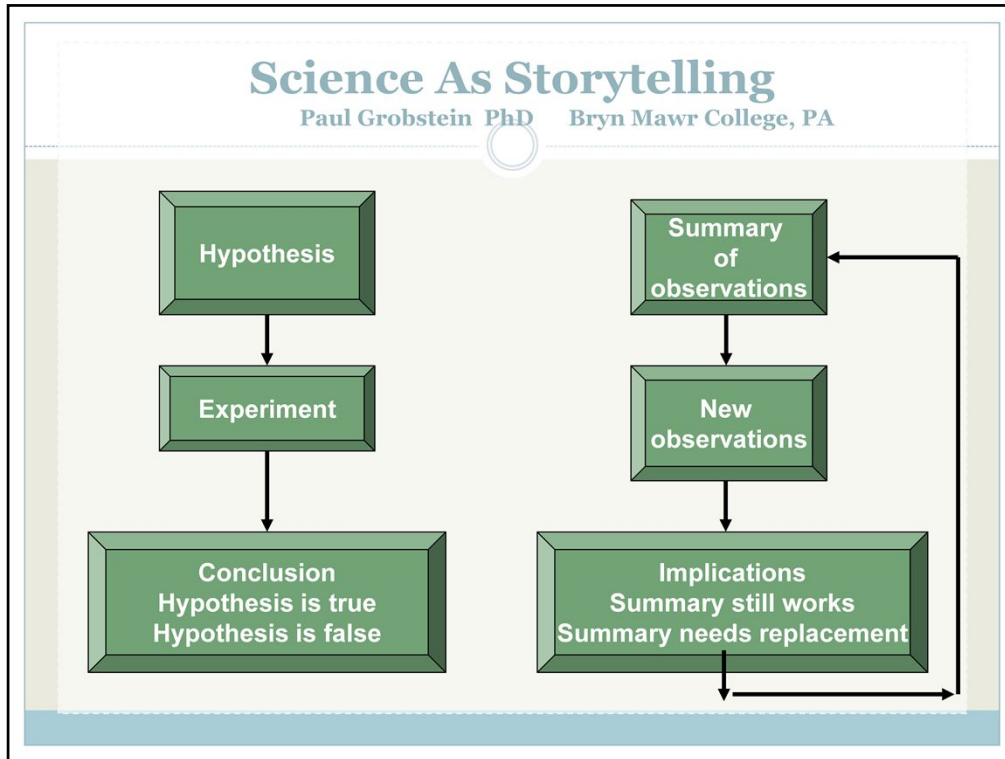 Science As Storytelling
Paul Grobstein PhD Bryn Mawr College, PA
Hypothesis
Experiment
Conclusion
Hypothesis is true
Hypothesis is false
Summary
of
observations
New
observations
Implications
Summary still works
Summary needs replacement